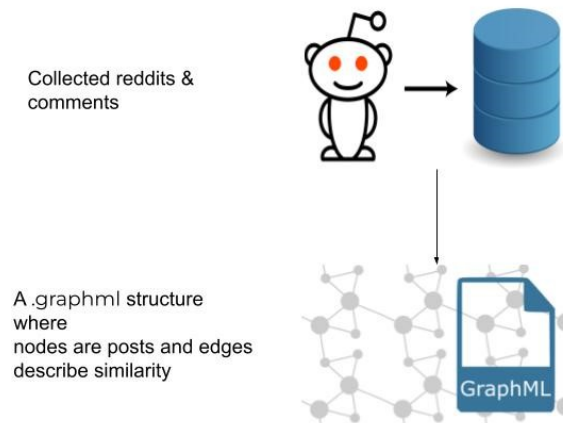 Collected reddits &
comments
A .graphml structure
where
nodes are posts and edges
describe similarity
GraphML